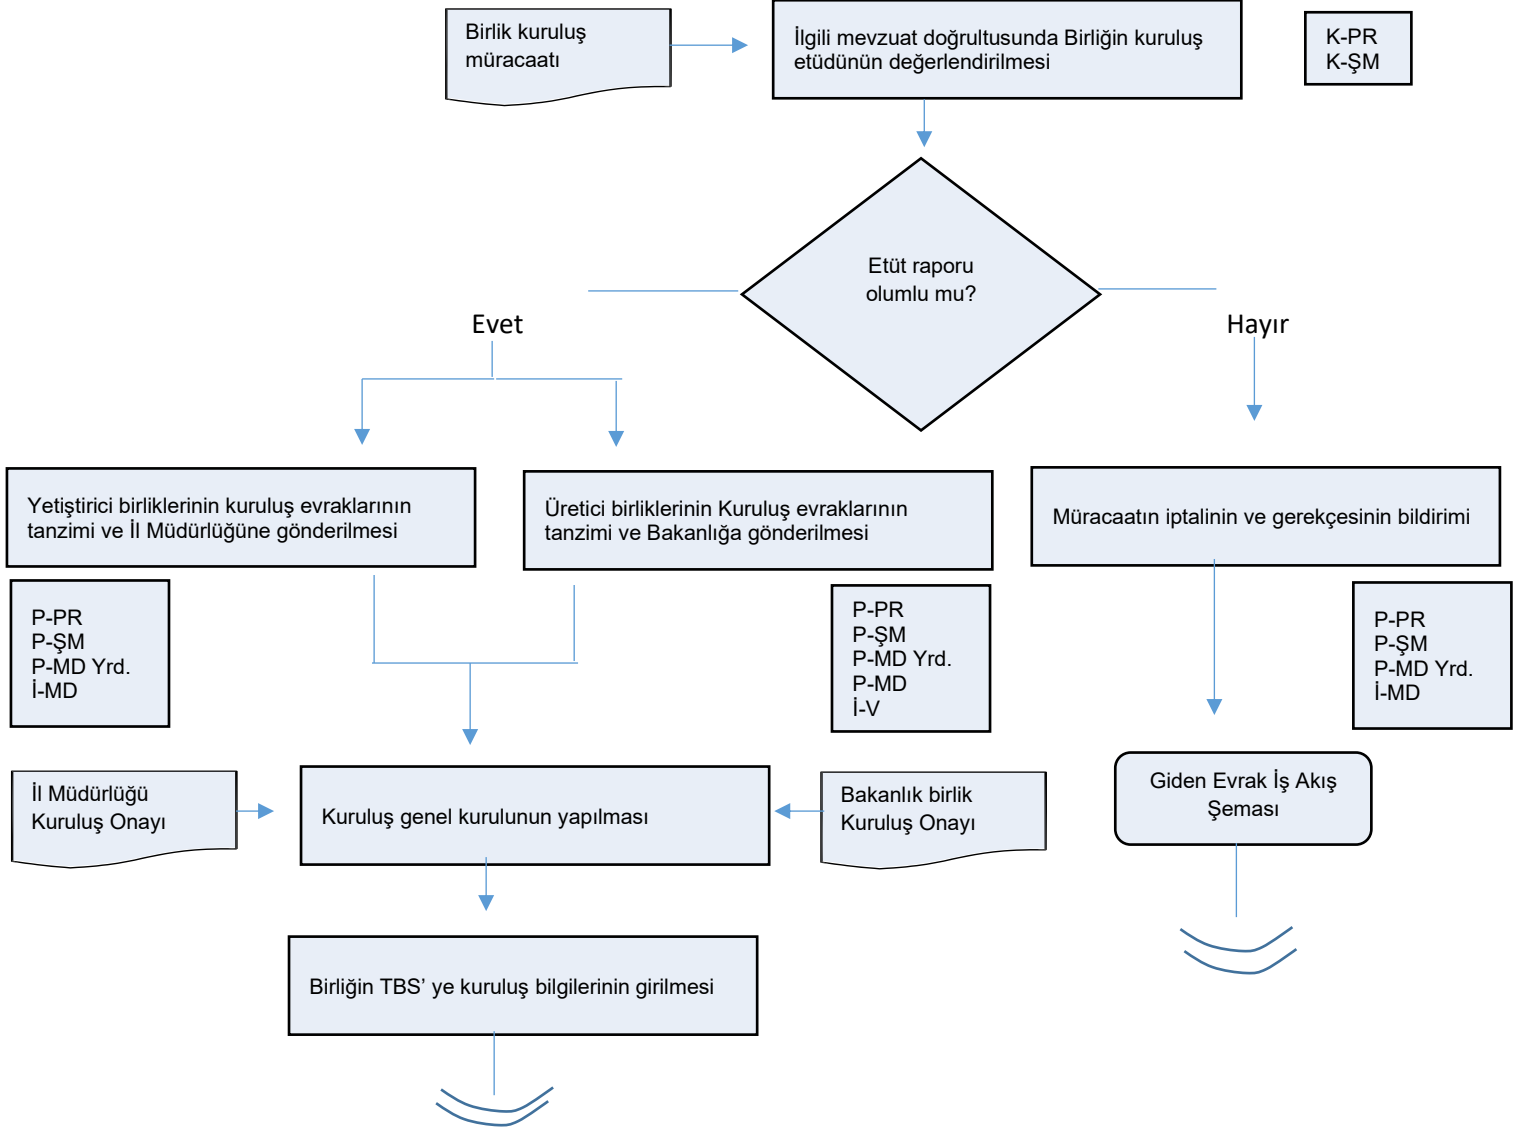 Birlik kuruluş
müracaatı
İlgili mevzuat doğrultusunda Birliğin kuruluş
etüdünün değerlendirilmesi
K-PR
K-ŞM
Etüt raporu
olumlu mu?
Evet
Hayır
Yetiştirici birliklerinin kuruluş evraklarının
tanzimi ve İl Müdürlüğüne gönderilmesi
Üretici birliklerinin Kuruluş evraklarının
tanzimi ve Bakanlığa gönderilmesi
Müracaatın iptalinin ve gerekçesinin bildirimi
P-PR
P-ŞM
P-MD Yrd.
İ-MD
P-PR
P-ŞM
P-MD Yrd.
P-MD
İ-V
P-PR
P-ŞM
P-MD Yrd.
İ-MD
İl Müdürlüğü
Kuruluş Onayı
Kuruluş genel kurulunun yapılması
Bakanlık birlik
Kuruluş Onayı
Giden Evrak İş Akış
Şeması
Birliğin TBS’ ye kuruluş bilgilerinin girilmesi